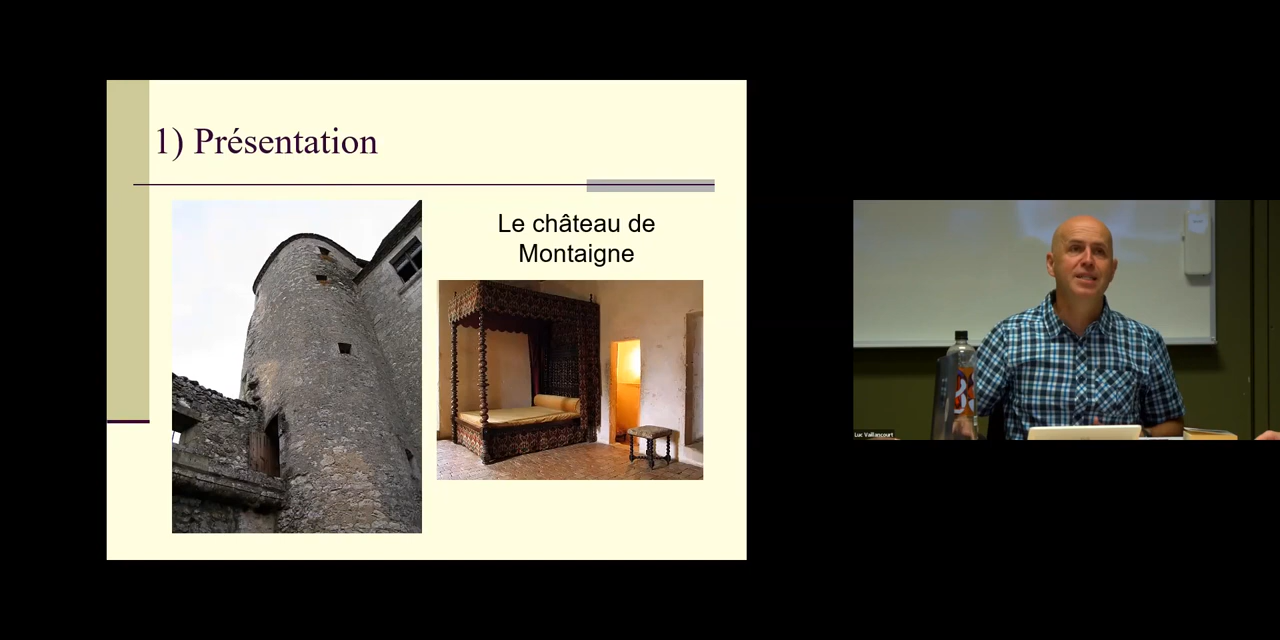 1) Présentation
Le château de
Montaigne
Luc Vaillancourt